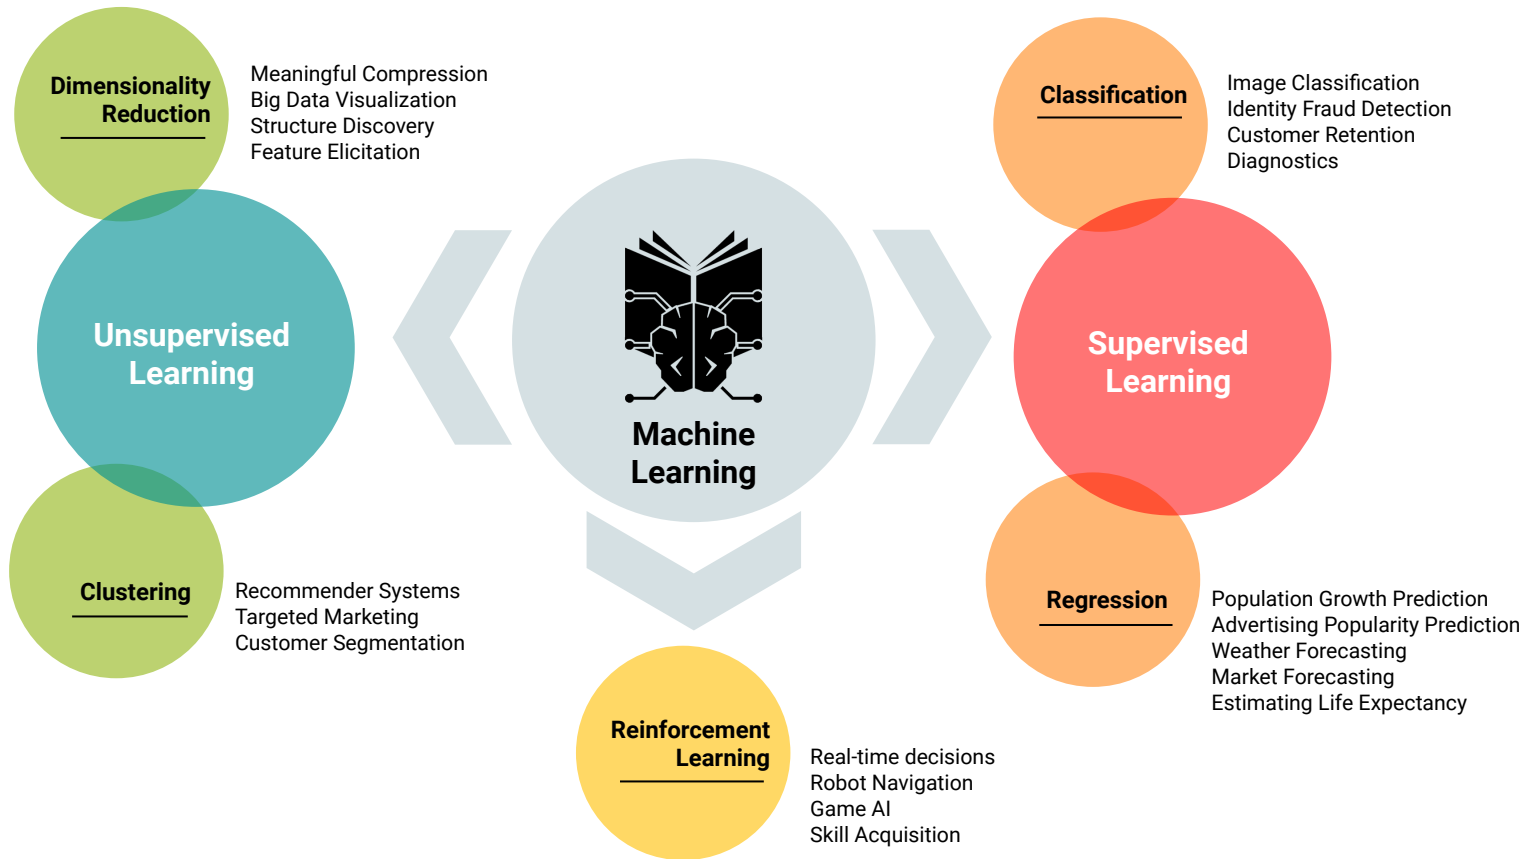 Dimensionality
Reduction
Meaningful Compression
Big Data Visualization
Structure Discovery
Feature Elicitation
Unsupervised
Learning
Clustering
Recommender Systems
Targeted Marketing
Customer Segmentation
Machine
Learning
Reinforcement
Learning
Real-time decisions
Robot Navigation
Game AI
Skill Acquisition
Classification
Image Classification
Identity Fraud Detection
Customer Retention
Diagnostics
Supervised
Learning
Regression
Population Growth Prediction
Advertising Popularity Prediction
Weather Forecasting
Market Forecasting
Estimating Life Expectancy